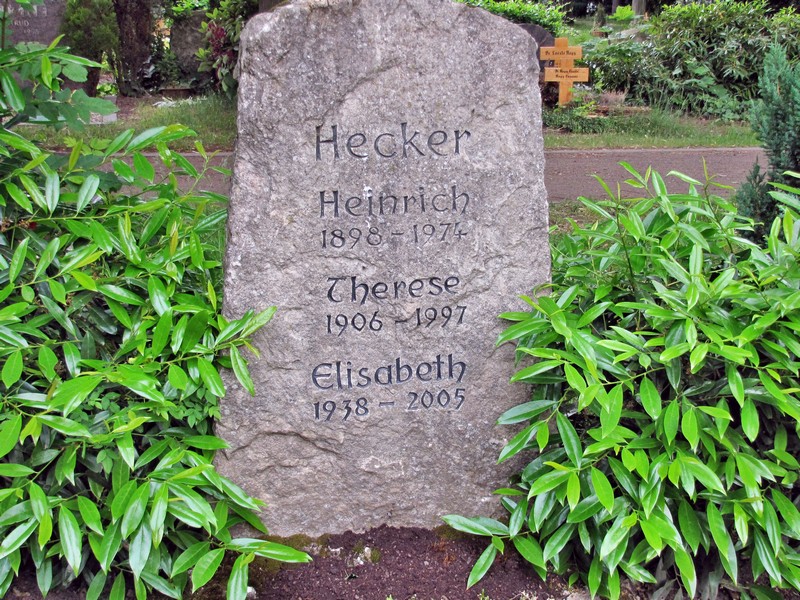 Hecker
Heinrich
1898 - 1974
Therese
1906 - 1997
Elisabeth
1938 - 2005